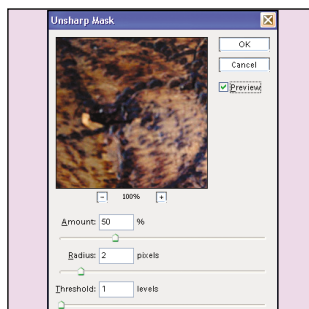 Unsharp Mask
OK
Cancel
Preview
- 100% +
Amount: 50 %
Radius: 2 pixels
Threshold: 1 levels